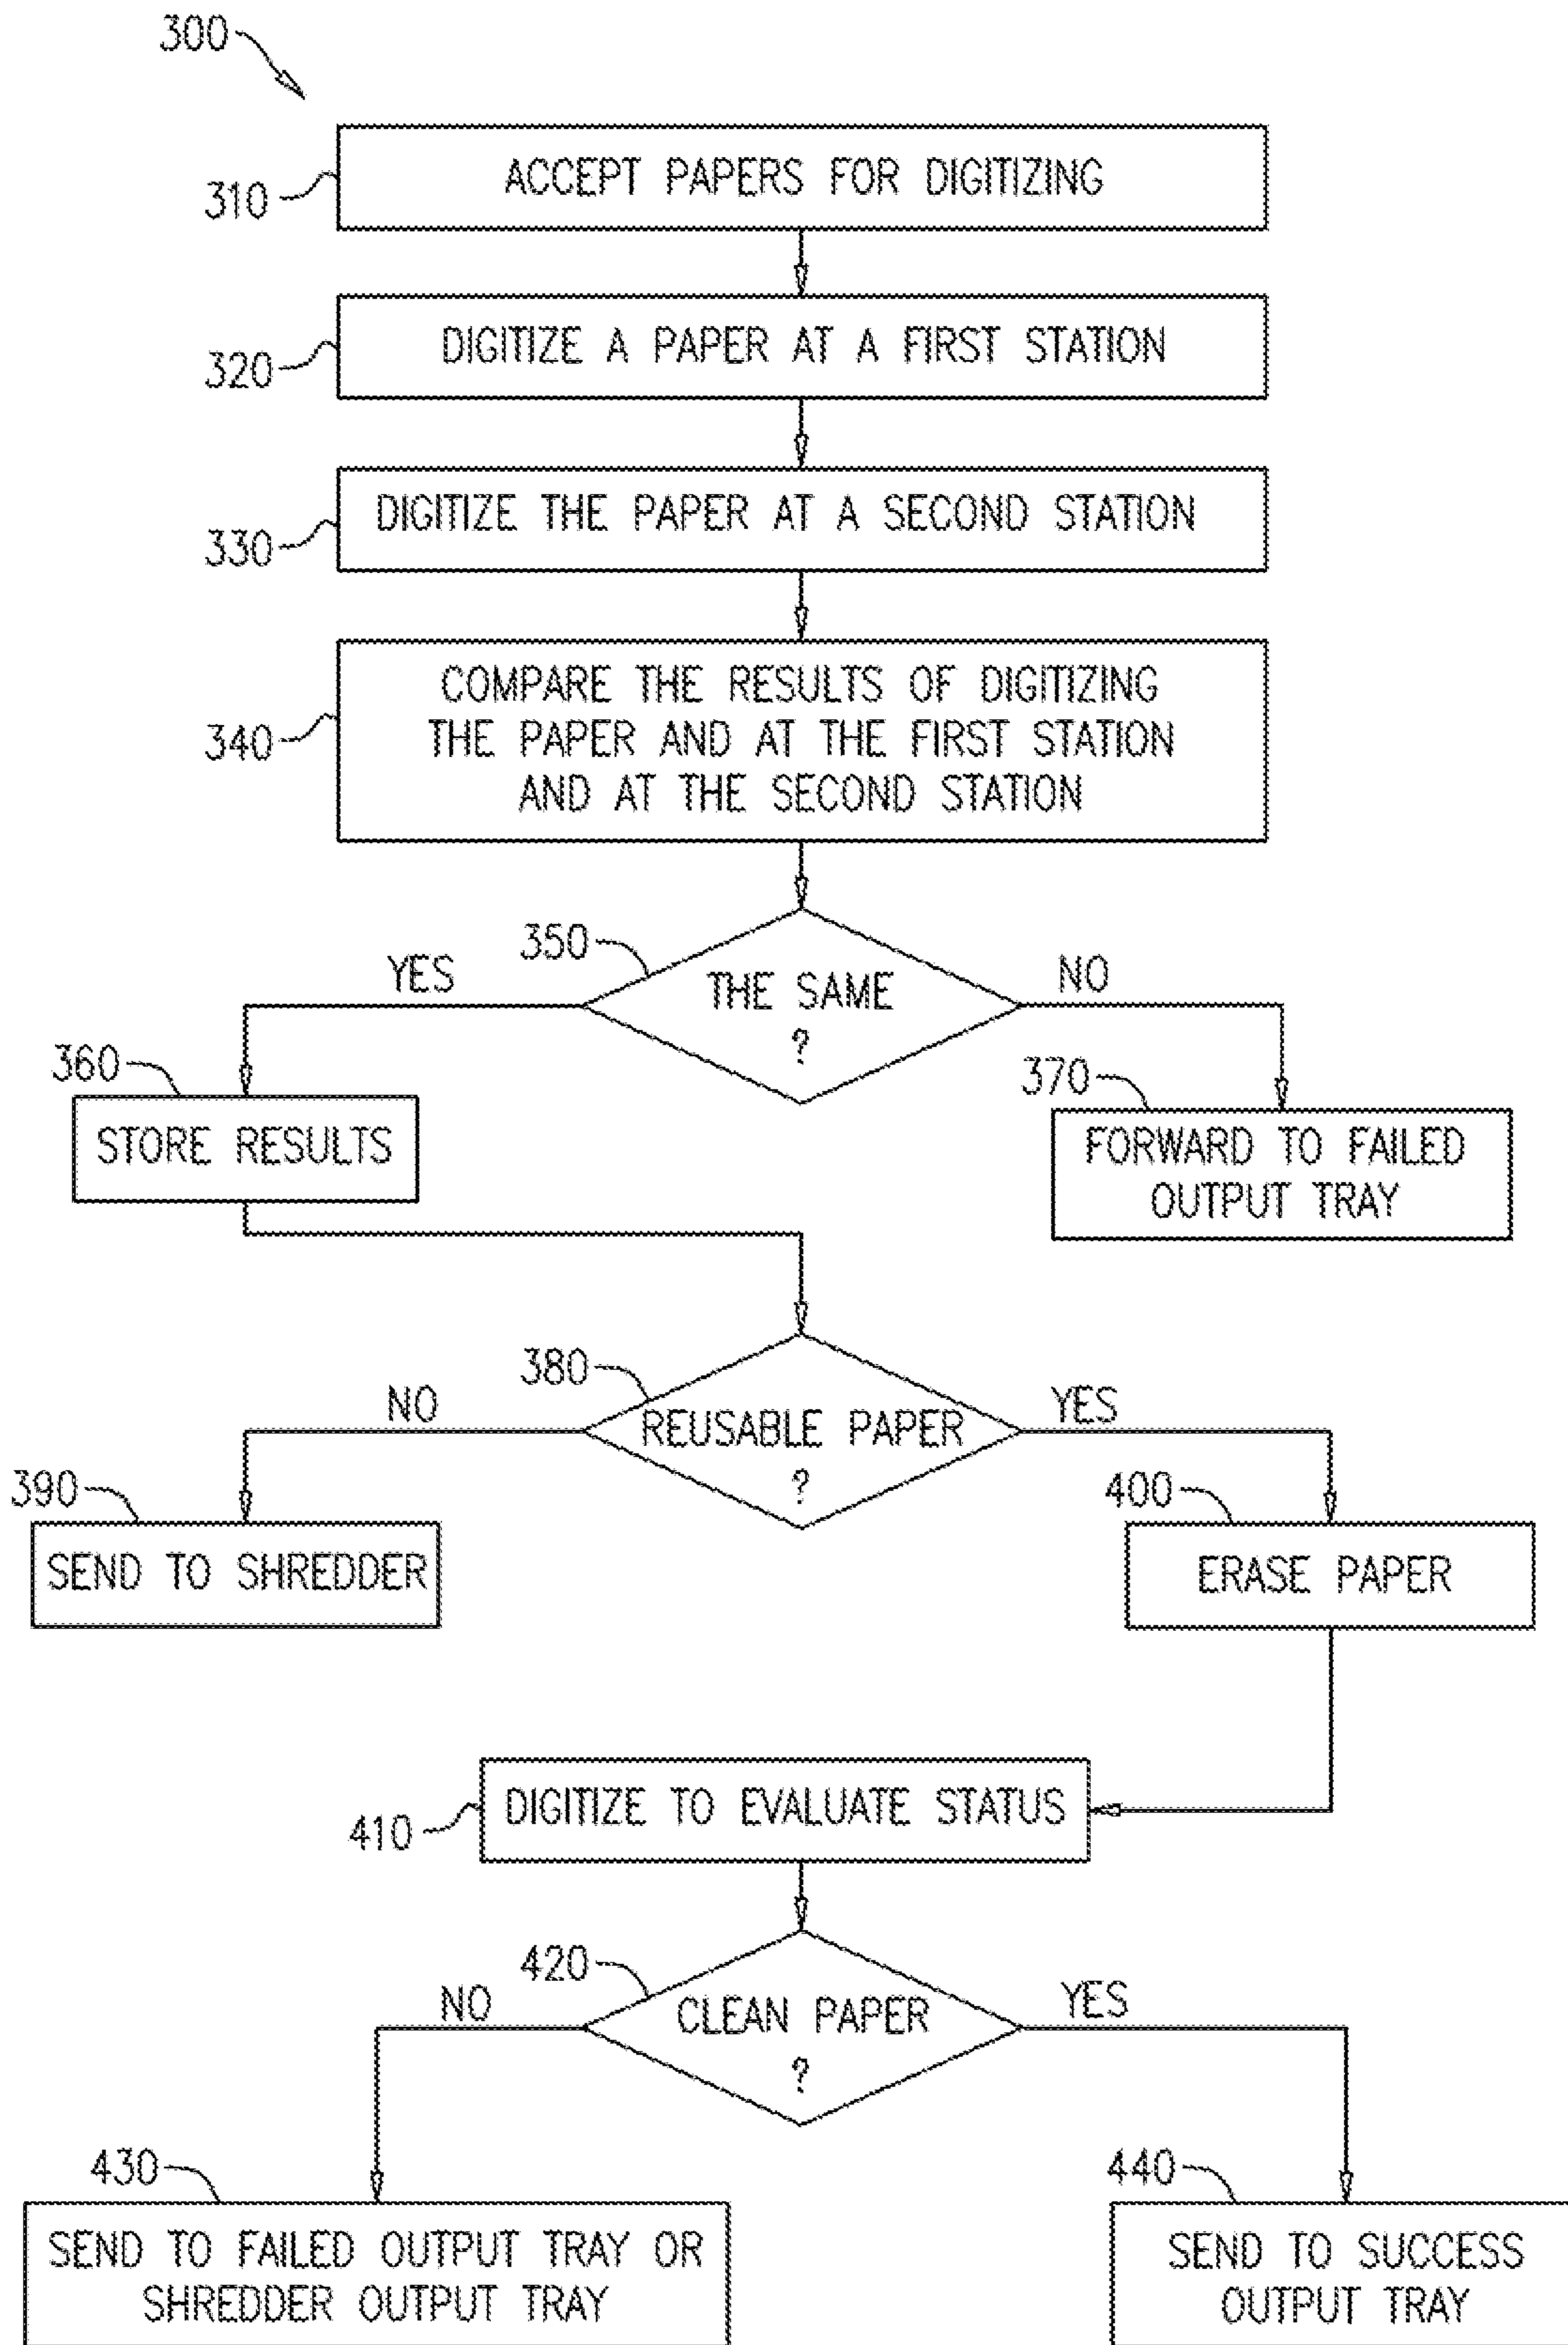 300
310
ACCEPT PAPERS FOR DIGITIZING
320
DIGITIZE A PAPER AT A FIRST STATION
330
DIGITIZE THE PAPER AT A SECOND STATION
340
COMPARE THE RESULTS OF DIGITIZING
THE PAPER AND AT THE FIRST STATION
AND AT THE SECOND STATION
350
YES
THE SAME
?
NO
360
STORE RESULTS
370
FORWARD TO FAILED
OUTPUT TRAY
380
NO
REUSABLE PAPER
?
YES
390
SEND TO SHREDDER
400
ERASE PAPER
410
DIGITIZE TO EVALUATE STATUS
420
NO
CLEAN PAPER
?
YES
430
SEND TO FAILED OUTPUT TRAY OR
SHREDDER OUTPUT TRAY
440
SEND TO SUCCESS
OUTPUT TRAY